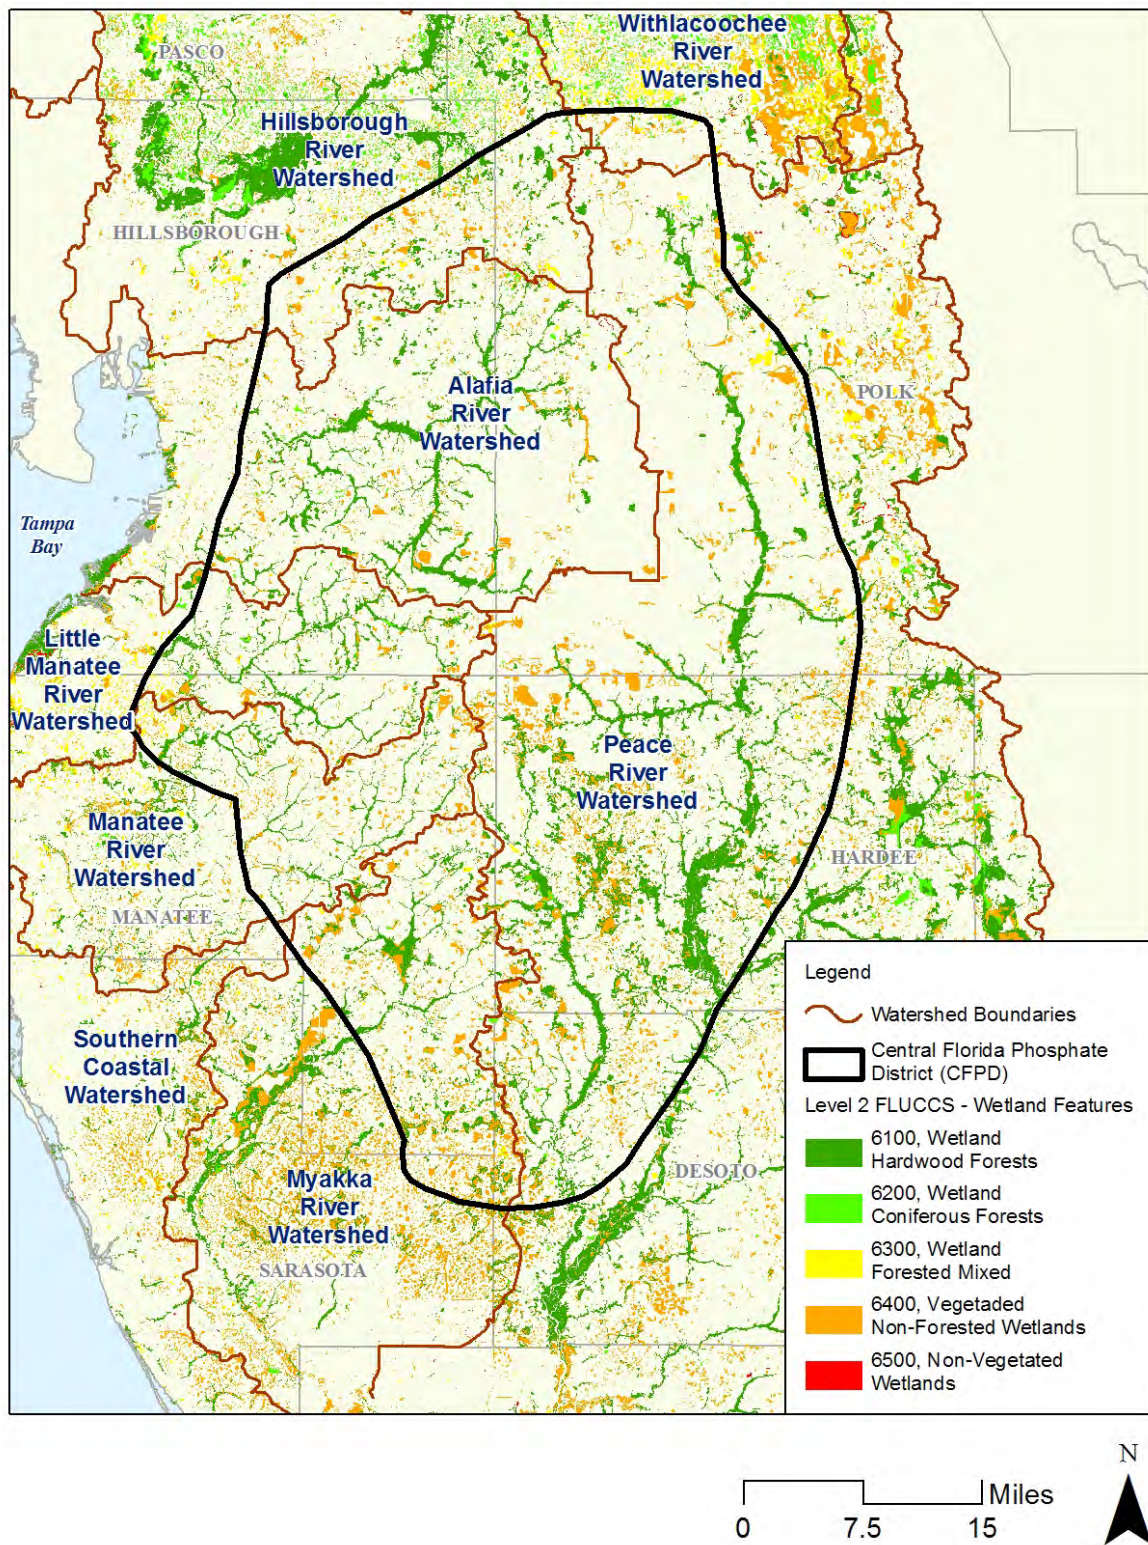 Withlacoochee
River
Watershed
PASCO
Hillsborough
River
Watershed
HILLSBOROUGH
Alafia
River
Watershed
POLK
Tampa
Bay
Little
Manatee
River
Watershed
Peace
River
Watershed
Manatee
River
Watershed
HARDEE
MANATEE
Southern
Coastal
Watershed
Myakka
River
Watershed
DESOTO
SARASOTA
Legend
Watershed Boundaries
Central Florida Phosphate
District (CFPD)
Level 2 FLUCCS - Wetland Features
6100, Wetland
Hardwood Forests
6200, Wetland
Coniferous Forests
6300, Wetland
Forested Mixed
6400, Vegetaded
Non-Forested Wetlands
6500, Non-Vegetated
Wetlands
N
Miles
0 7.5 15